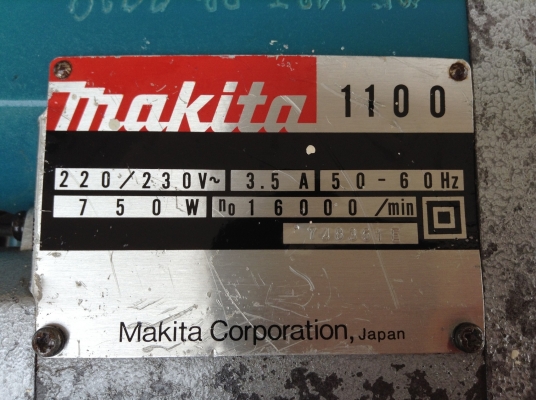 makita 1100
220/230V~ 3.5 A 50-60Hz
750W n₀ 16000/min
Makita Corporation, Japan